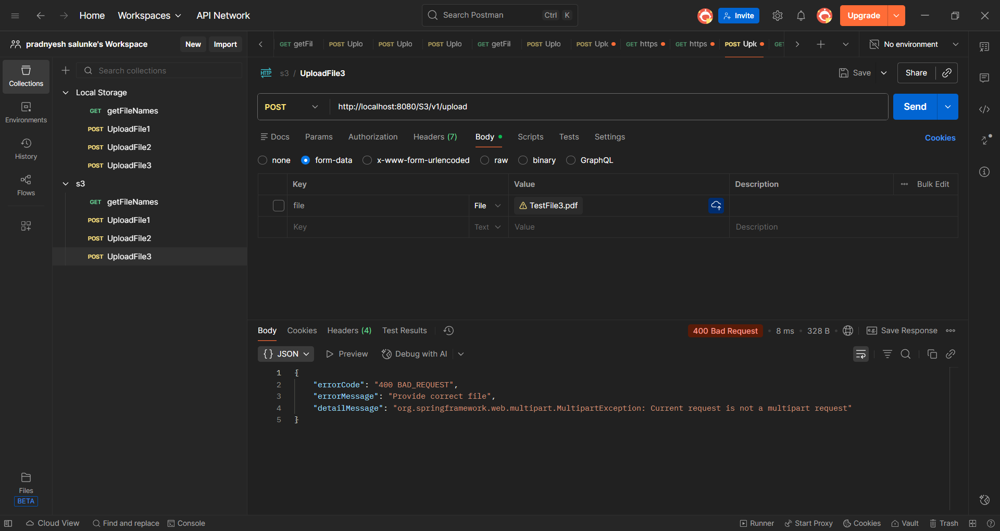 Home Workspaces API Network Search Postman Ctrl K Invite Upgrade
pradnyesh salunke's Workspace New Import
GET getFil POST Uplo POST Uplo POST Uplo GET getFil POST Uplo POST Uplo GET https GET https POST Uplo GET No environment
Collections
Environments
History
Flows
Files
BETA
Search collections
Local Storage
GET getFileNames
POST UploadFile1
POST UploadFile2
POST UploadFile3
s3
GET getFileNames
POST UploadFile1
POST UploadFile2
POST UploadFile3
HTTP s3 / UploadFile3 Save Share
POST http://localhost:8080/S3/v1/upload Send
Docs Params Authorization Headers (7) Body Scripts Tests Settings Cookies
none form-data x-www-form-urlencoded raw binary GraphQL
Key Value Description Bulk Edit
file File TestFile3.pdf
Key Text Value Description
Body Cookies Headers (4) Test Results 400 Bad Request 8 ms 328 B e.g. Save Response
{} JSON Preview Debug with AI
1 {
2 "errorCode": "400 BAD_REQUEST",
3 "errorMessage": "Provide correct file",
4 "detailMessage": "org.springframework.web.multipart.MultipartException: Current request is not a multipart request"
5 }
Cloud View Find and replace Console Runner Start Proxy Cookies Vault Trash